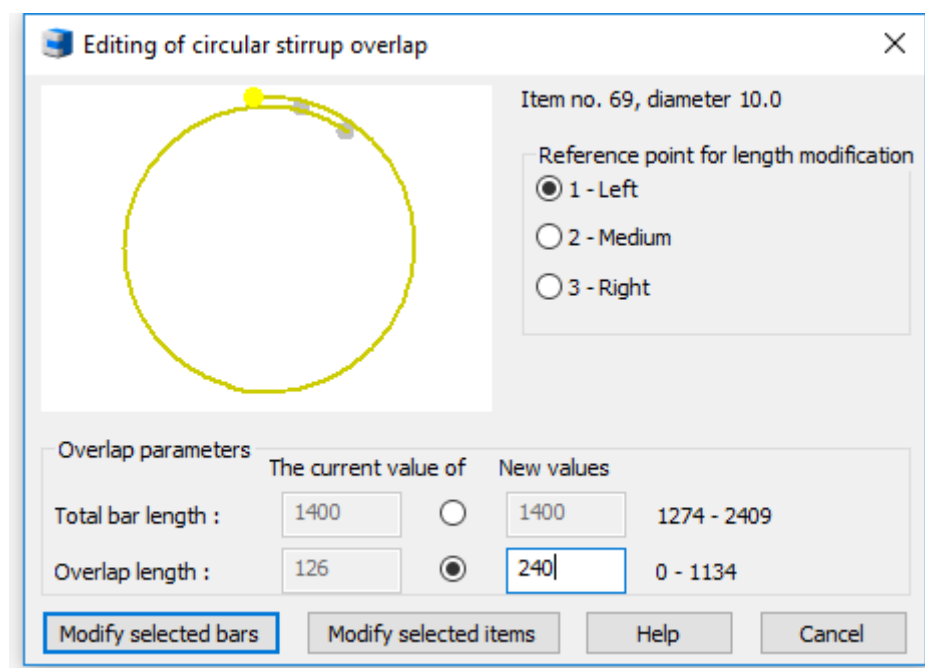 Editing of circular stirrup overlap
Item no. 69, diameter 10.0
Reference point for length modification
1 - Left
2 - Medium
3 - Right
Overlap parameters
The current value of New values
Total bar length : 1400 1400 1274 - 2409
Overlap length : 126 240 0 - 1134
Modify selected bars Modify selected items Help Cancel